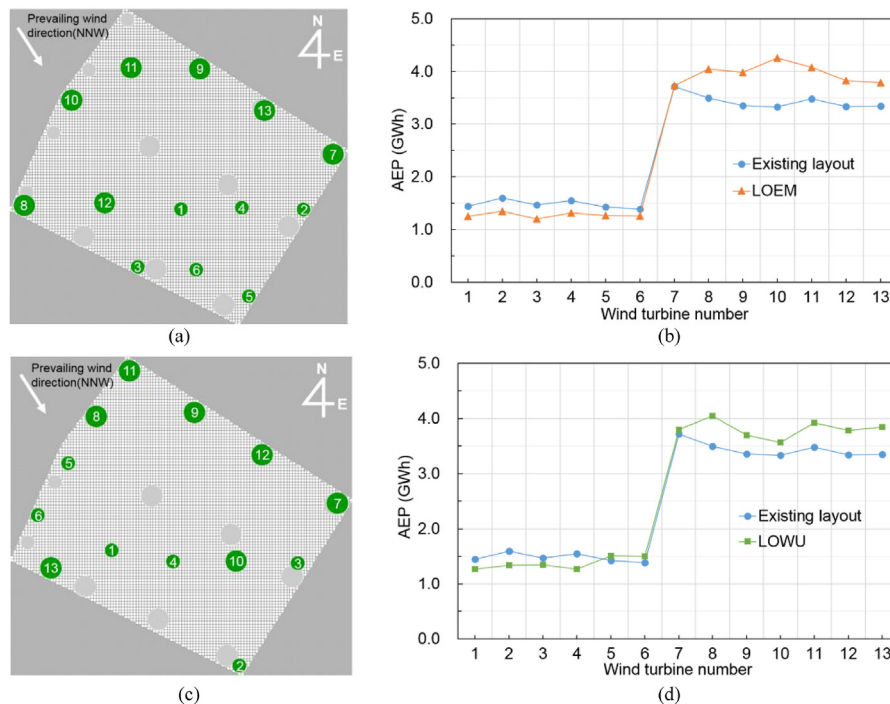 Prevailing wind
direction(NNW)
N
E
11
9
10
13
7
8
12
1
4
2
3
6
5
(a)
5.0
4.0
3.0
2.0
1.0
0.0
AEP (GWh)
Existing layout
LOEM
1 2 3 4 5 6 7 8 9 10 11 12 13
Wind turbine number
(b)
Prevailing wind
direction(NNW)
N
E
11
8
9
5
12
7
6
1
4
10
3
13
2
(c)
5.0
4.0
3.0
2.0
1.0
0.0
AEP (GWh)
Existing layout
LOWU
1 2 3 4 5 6 7 8 9 10 11 12 13
Wind turbine number
(d)